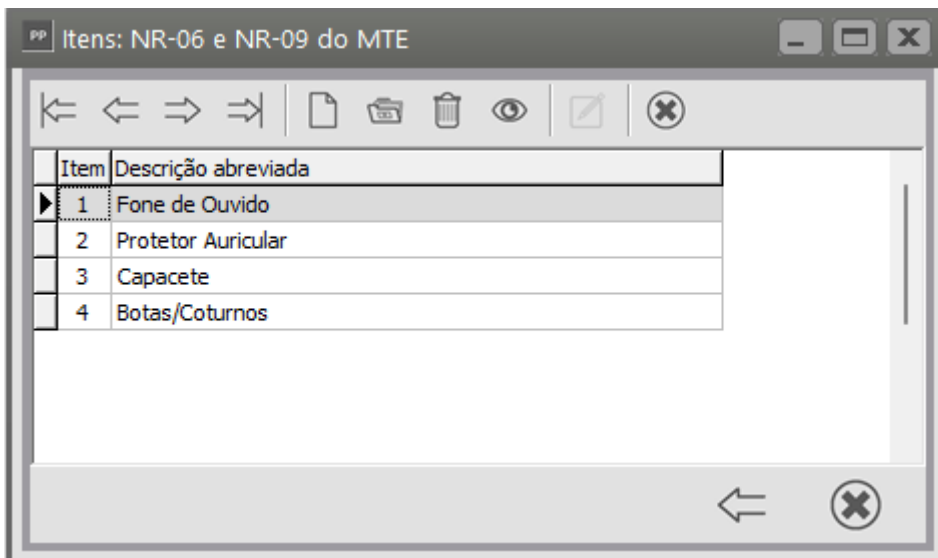 PP Itens: NR-06 e NR-09 do MTE
Item Descrição abreviada
1 Fone de Ouvido
2 Protetor Auricular
3 Capacete
4 Botas/Coturnos